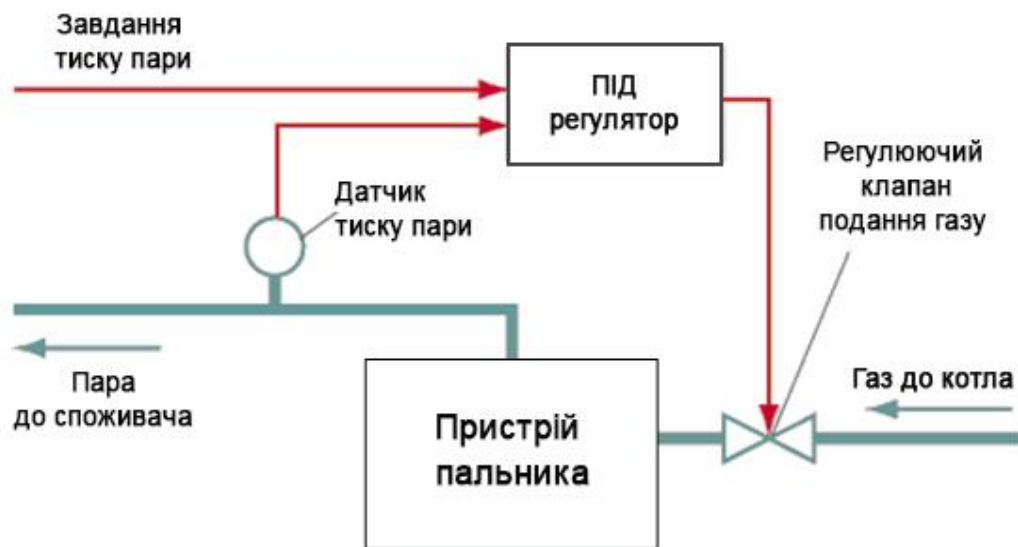 Завдання
тиску пари
ПІД
регулятор
Регулюючий
клапан
подання газу
Датчик
тиску пари
Пара
до споживача
Газ до котла
Пристрій
пальника